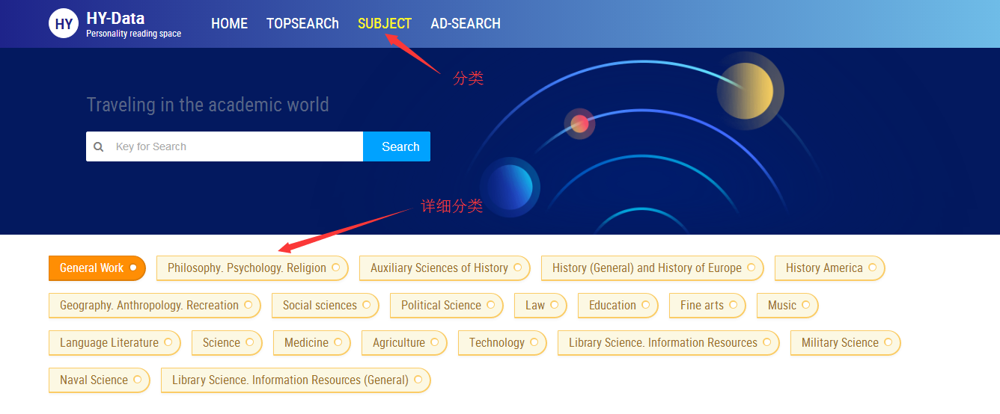 HY HY-Data
Personality reading space
HOME TOPSEARCh SUBJECT AD-SEARCH
分类
Traveling in the academic world
Key for Search Search
详细分类
General Work Philosophy. Psychology. Religion Auxiliary Sciences of History History (General) and History of Europe History America
Geography. Anthropology. Recreation Social sciences Political Science Law Education Fine arts Music
Language Literature Science Medicine Agriculture Technology Library Science. Information Resources Military Science
Naval Science Library Science. Information Resources (General)